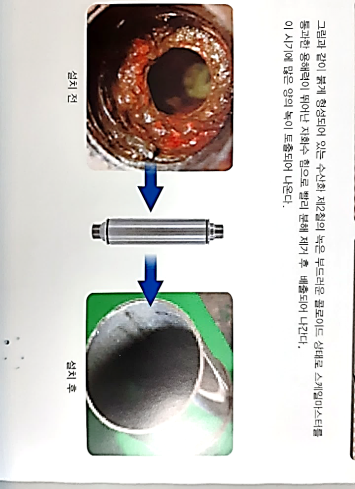 그림과 같이 붉게 형성되어 있는 수산화 제2철의 녹은 부드러운 콜로이드 상태로 스케일마스터를
통과한 용해력이 뛰어난 자화수 힘으로 빨리 분해 제거 후 배출되어 나간다.
이 시기에 많은 양의 녹이 토출되어 나온다.
설치 전
설치 후